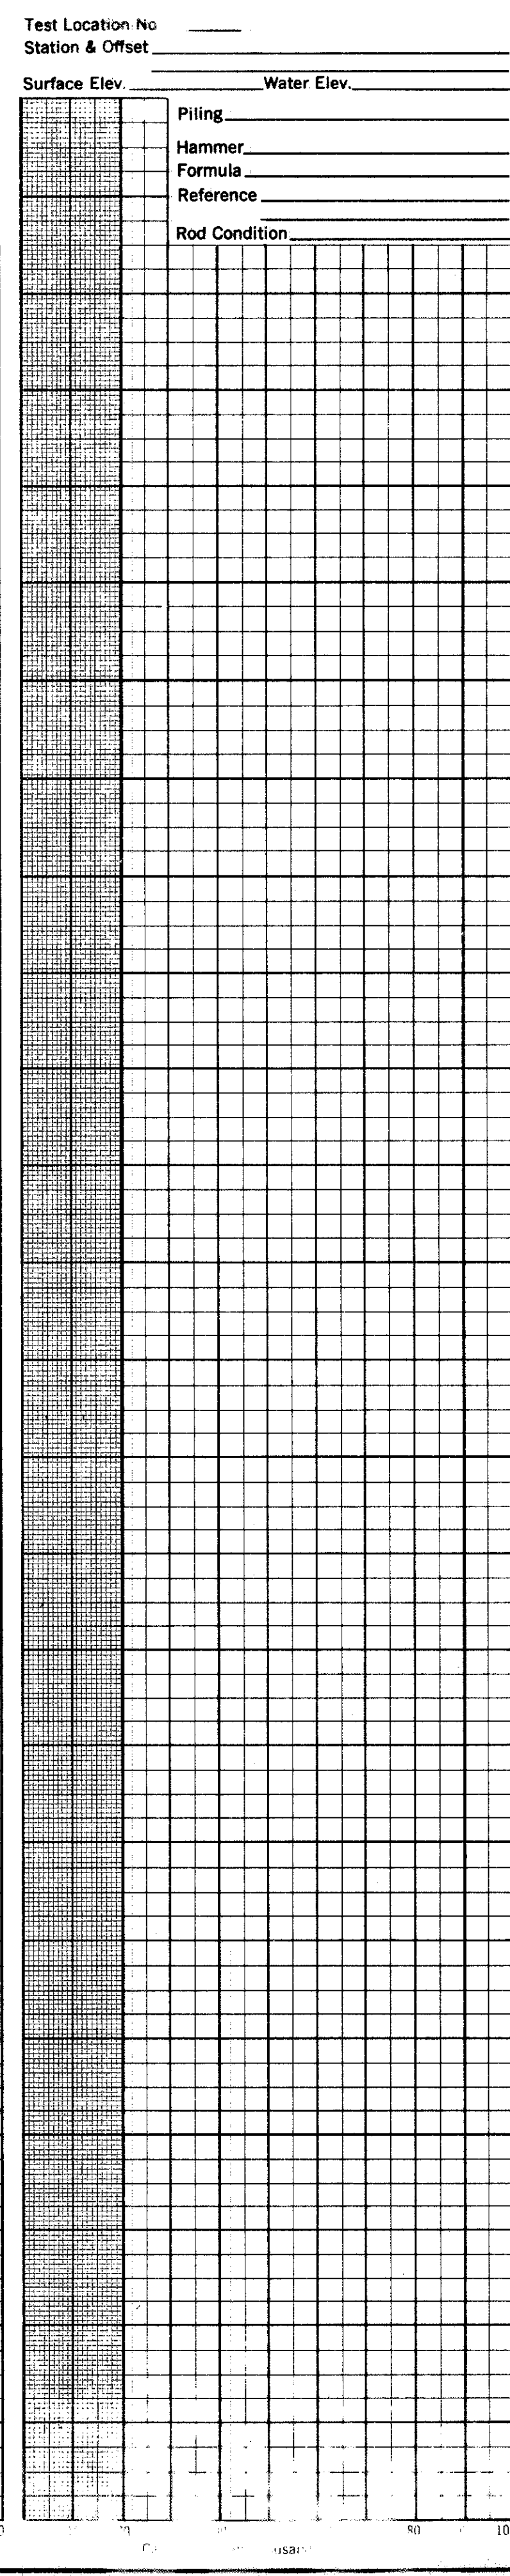 Test Location No
Station & Offset
Surface Elev. Water Elev.
Piling
Hammer
Formula
Reference
Rod Condition
80 10